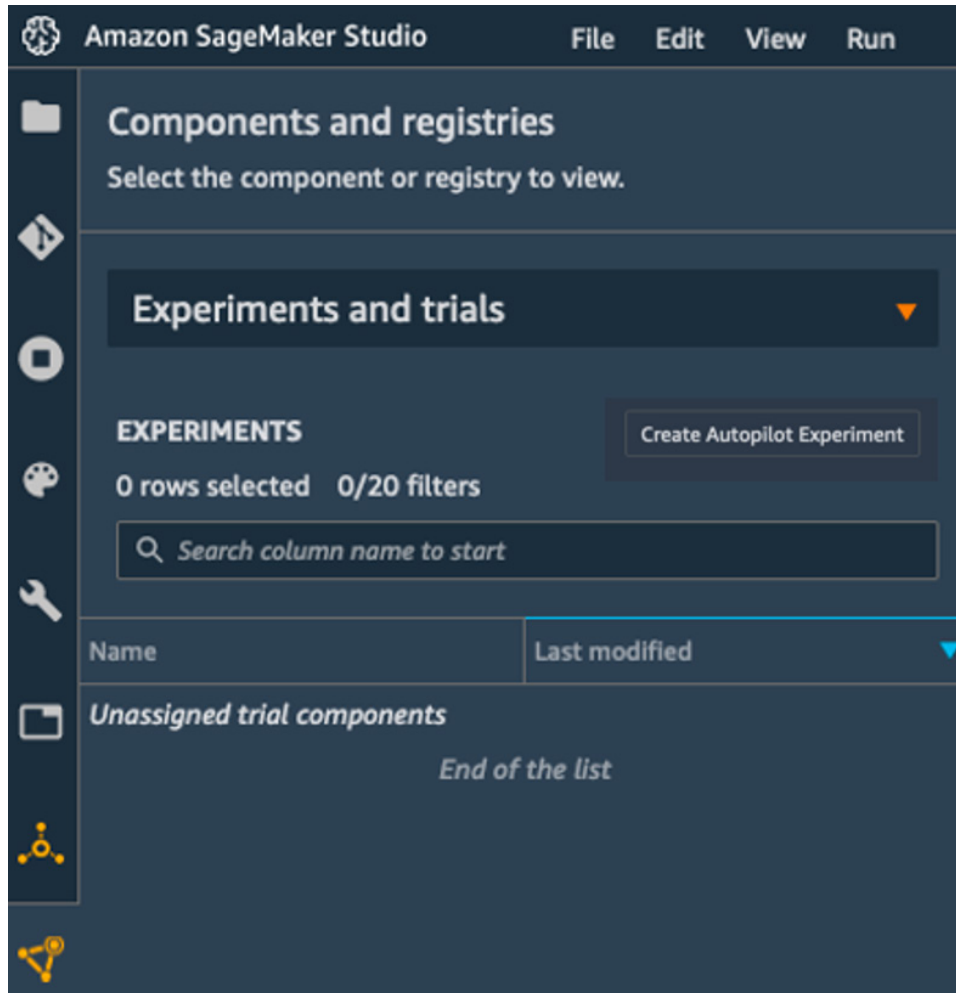 Amazon SageMaker Studio File Edit View Run
Components and registries
Select the component or registry to view.
Experiments and trials
EXPERIMENTS
Create Autopilot Experiment
0 rows selected 0/20 filters
Search column name to start
Name Last modified
Unassigned trial components
End of the list